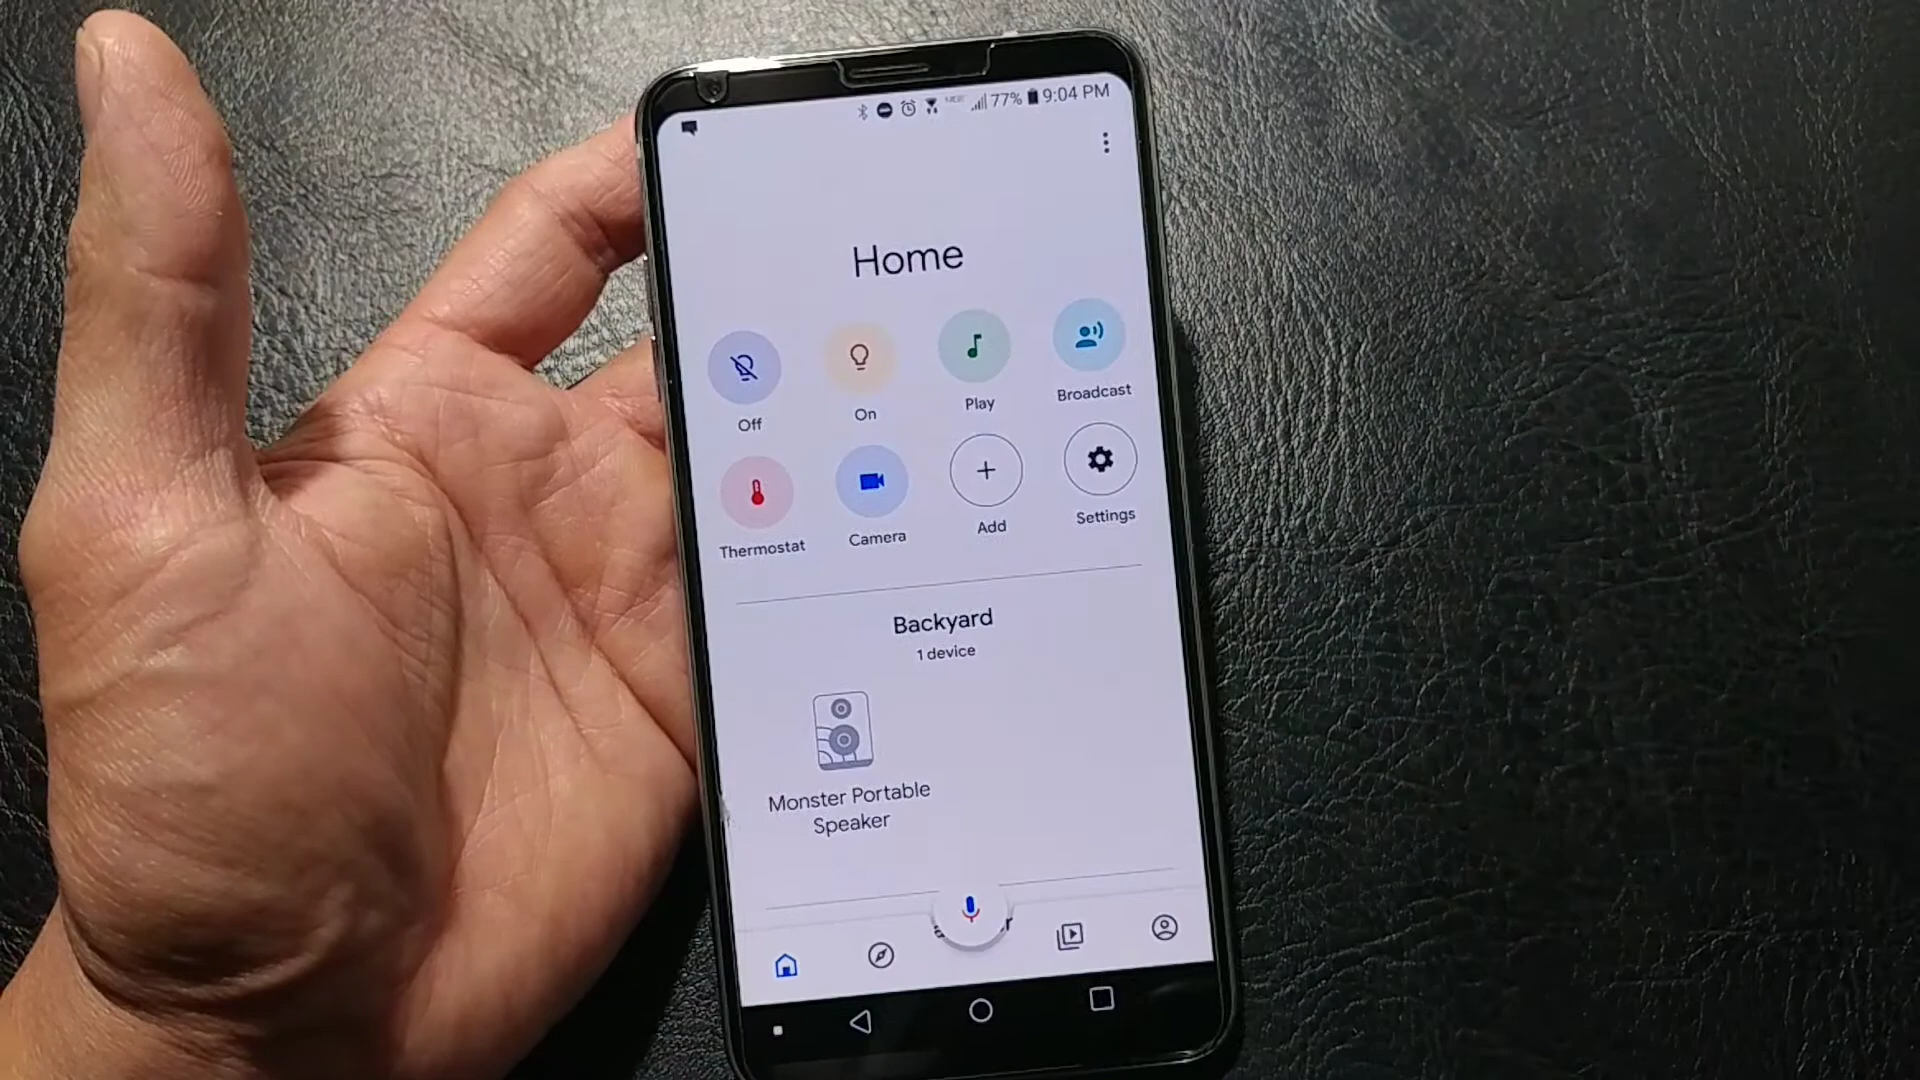 77% 9:04 PM
Home
Off On Play Broadcast
Thermostat Camera Add Settings
Backyard
1 device
Monster Portable
Speaker